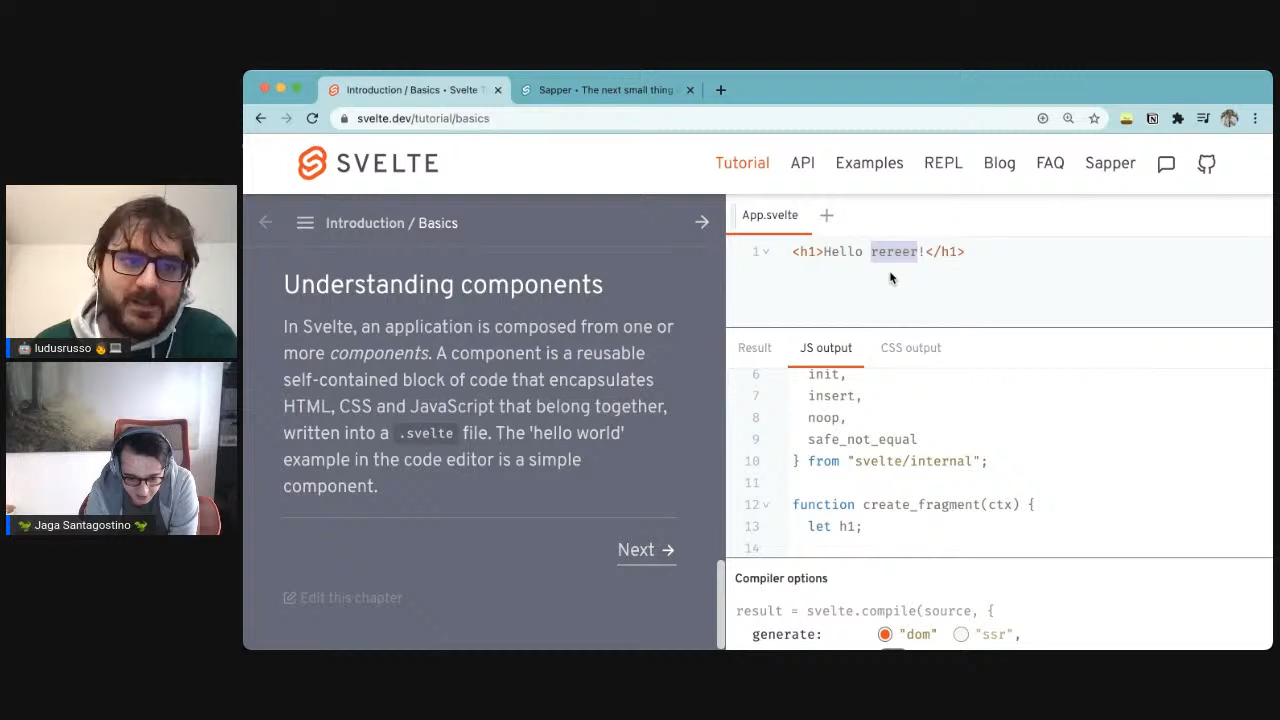 Introduction / Basics • Svelte T
Sapper • The next small thing
svelte.dev/tutorial/basics
SVELTE
Tutorial API Examples REPL Blog FAQ Sapper
Introduction / Basics
Understanding components
In Svelte, an application is composed from one or
more components. A component is a reusable
self-contained block of code that encapsulates
HTML, CSS and JavaScript that belong together,
written into a .svelte file. The 'hello world'
example in the code editor is a simple
component.
Next →
Edit this chapter
App.svelte +
1 <h1>Hello rereer!</h1>
Result JS output CSS output
6 init,
7 insert,
8 noop,
9 safe_not_equal
10 } from "svelte/internal";
11
12 function create_fragment(ctx) {
13 let h1;
14
Compiler options
result = svelte.compile(source, {
generate: "dom" "ssr",
🤖 ludusrusso 👨‍💻
🦖 Jaga Santagostino 🦖